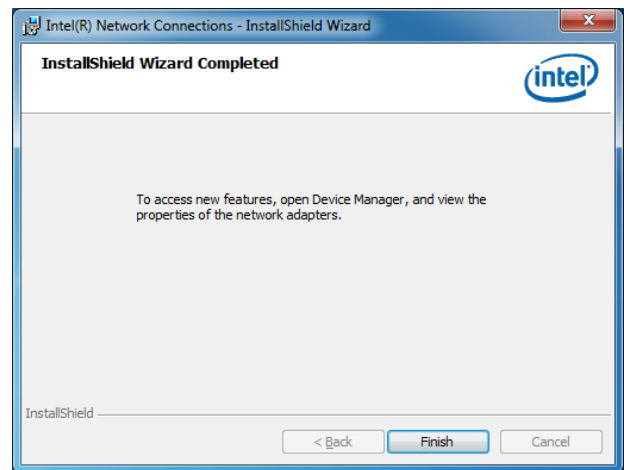 Intel(R) Network Connections - InstallShield Wizard
InstallShield Wizard Completed
intel
To access new features, open Device Manager, and view the
properties of the network adapters.
InstallShield
< Back
Finish
Cancel